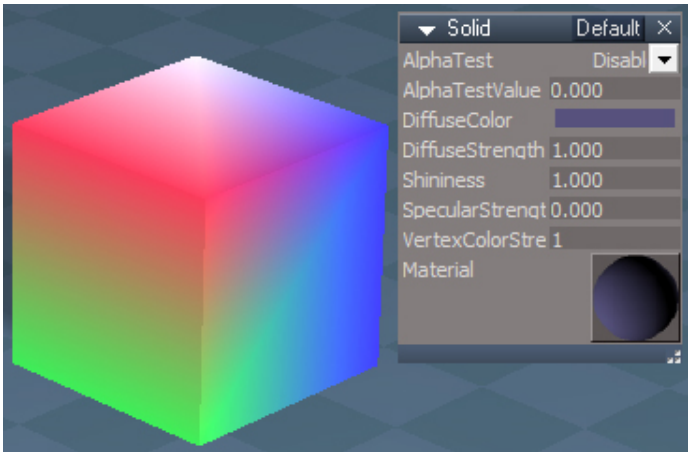 Solid Default
AlphaTest Disabl
AlphaTestValue 0.000
DiffuseColor
DiffuseStrength 1.000
Shininess 1.000
SpecularStrengt 0.000
VertexColorStre 1
Material